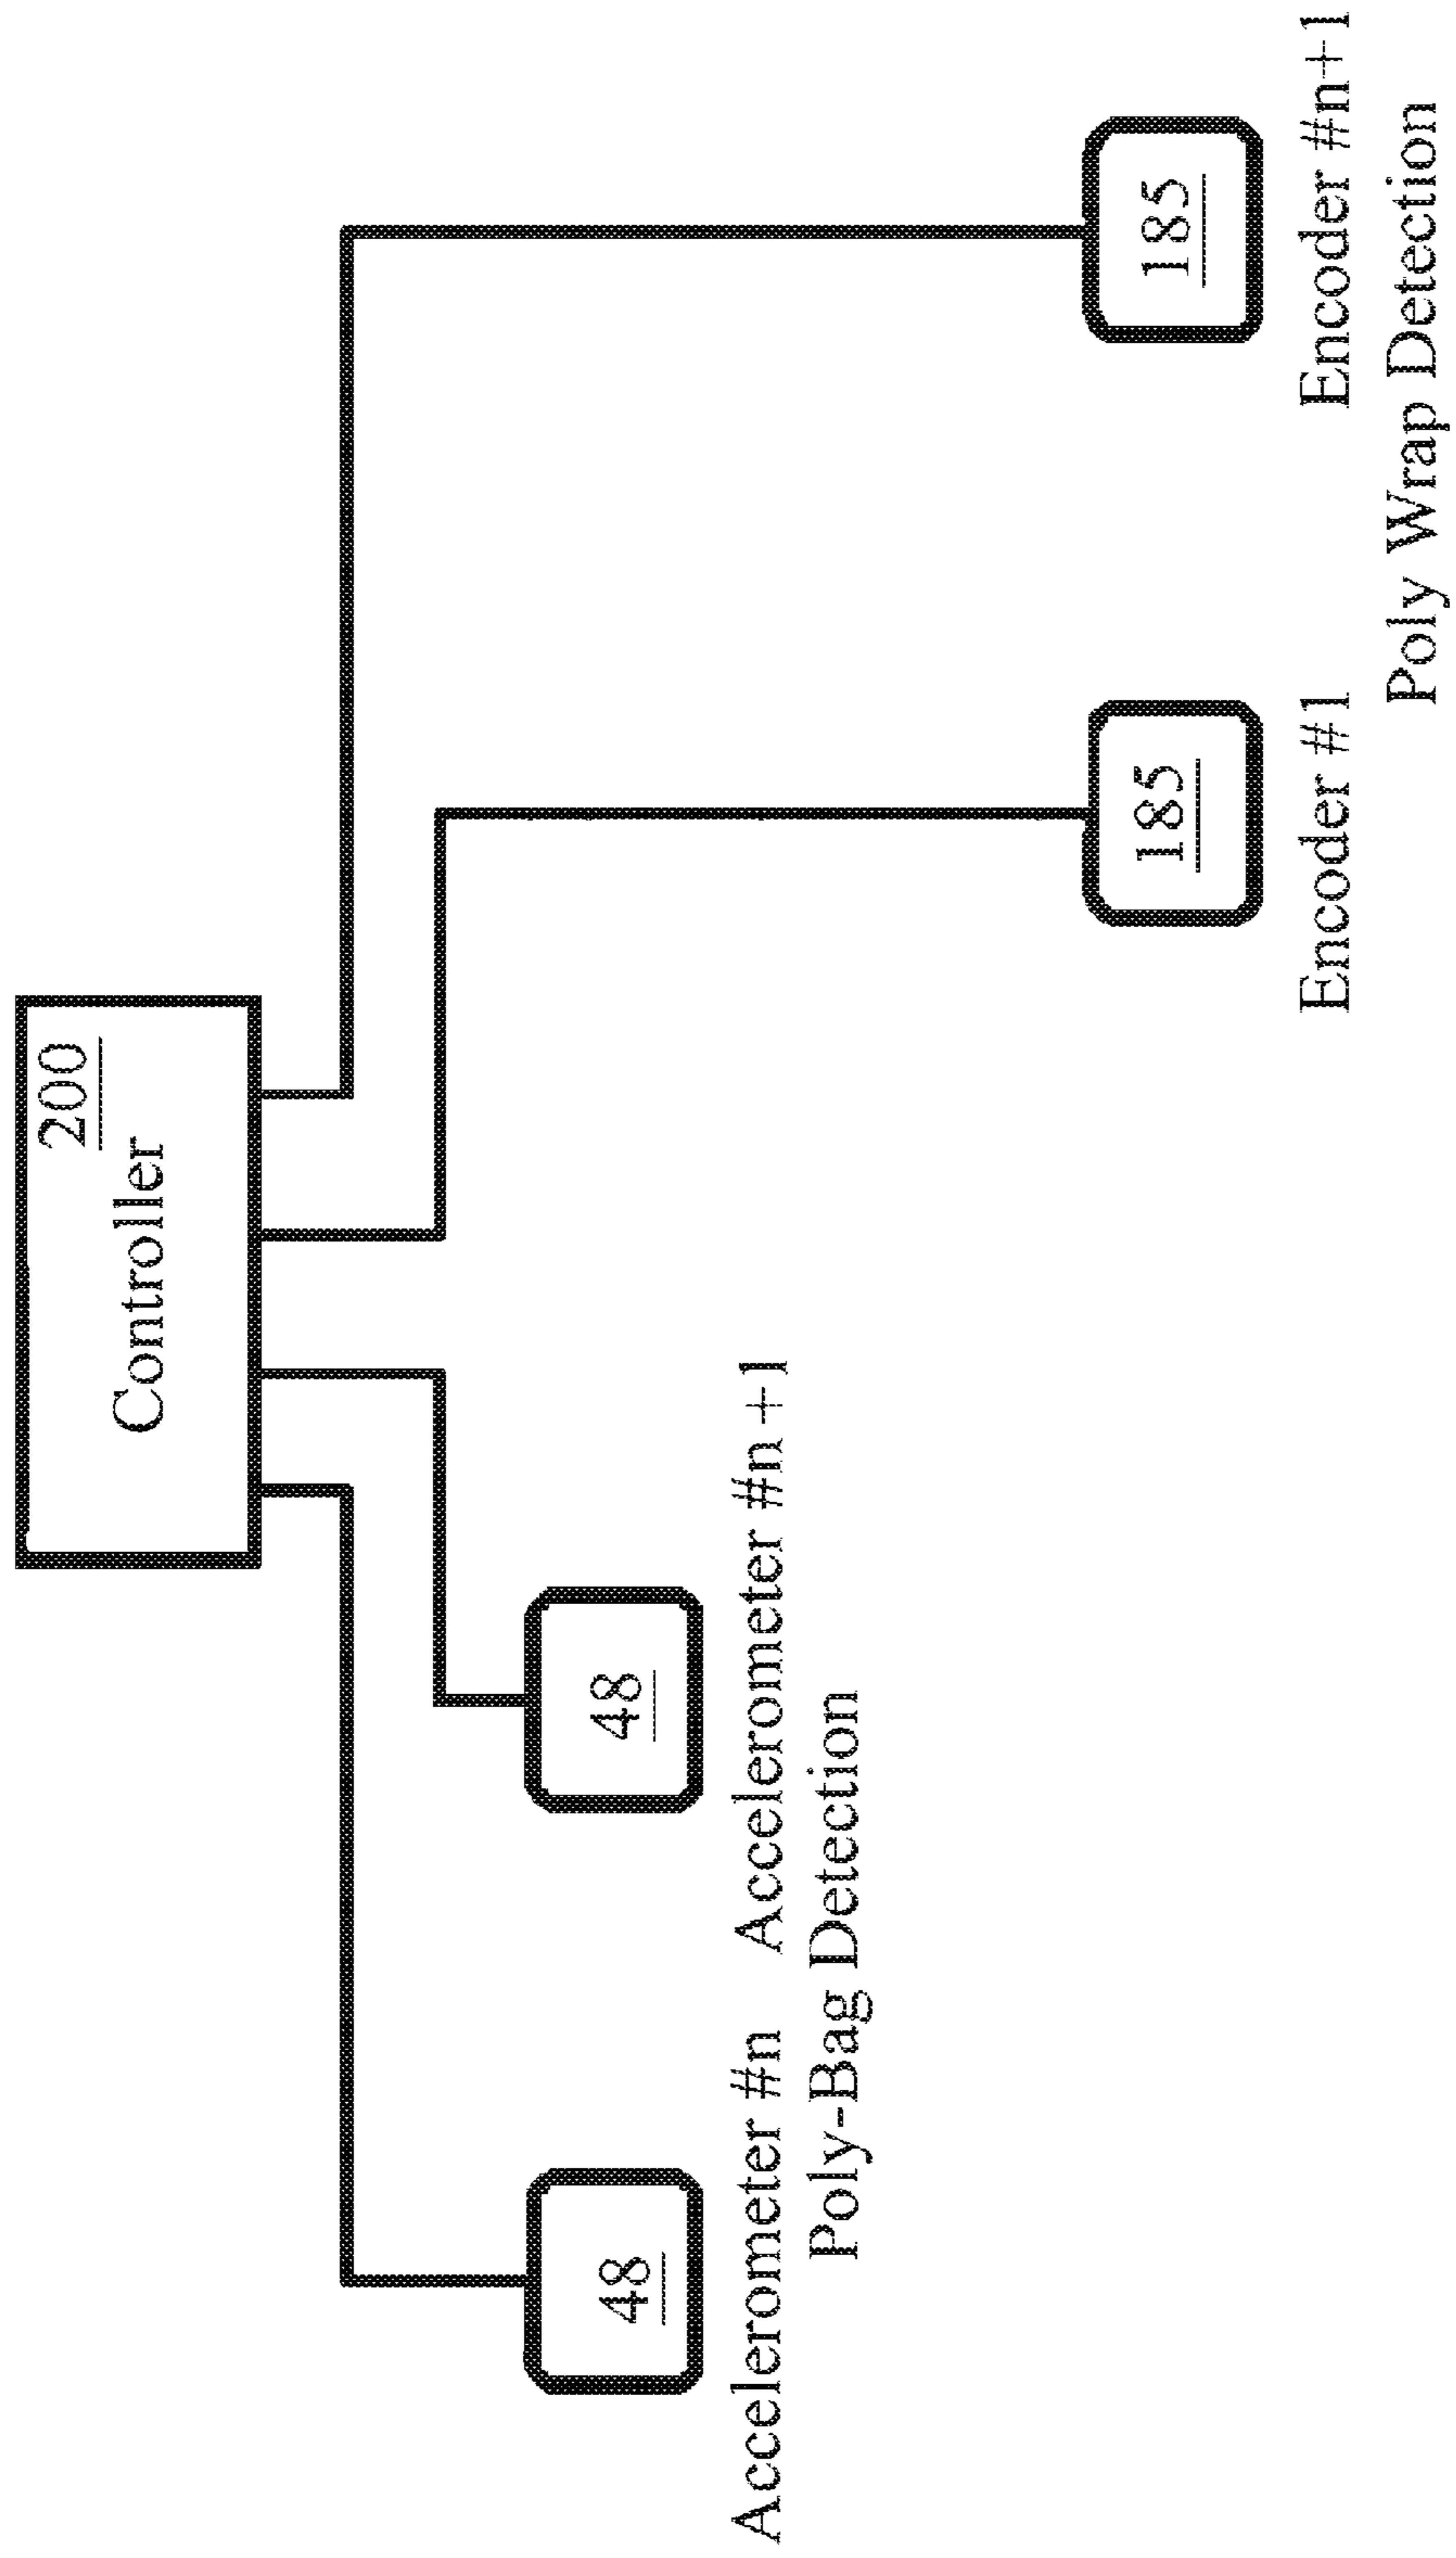 200
Controller
48
48
Accelerometer #n
Accelerometer #n +1
Poly-Bag Detection
185
185
Encoder #1
Encoder #n+1
Poly Wrap Detection